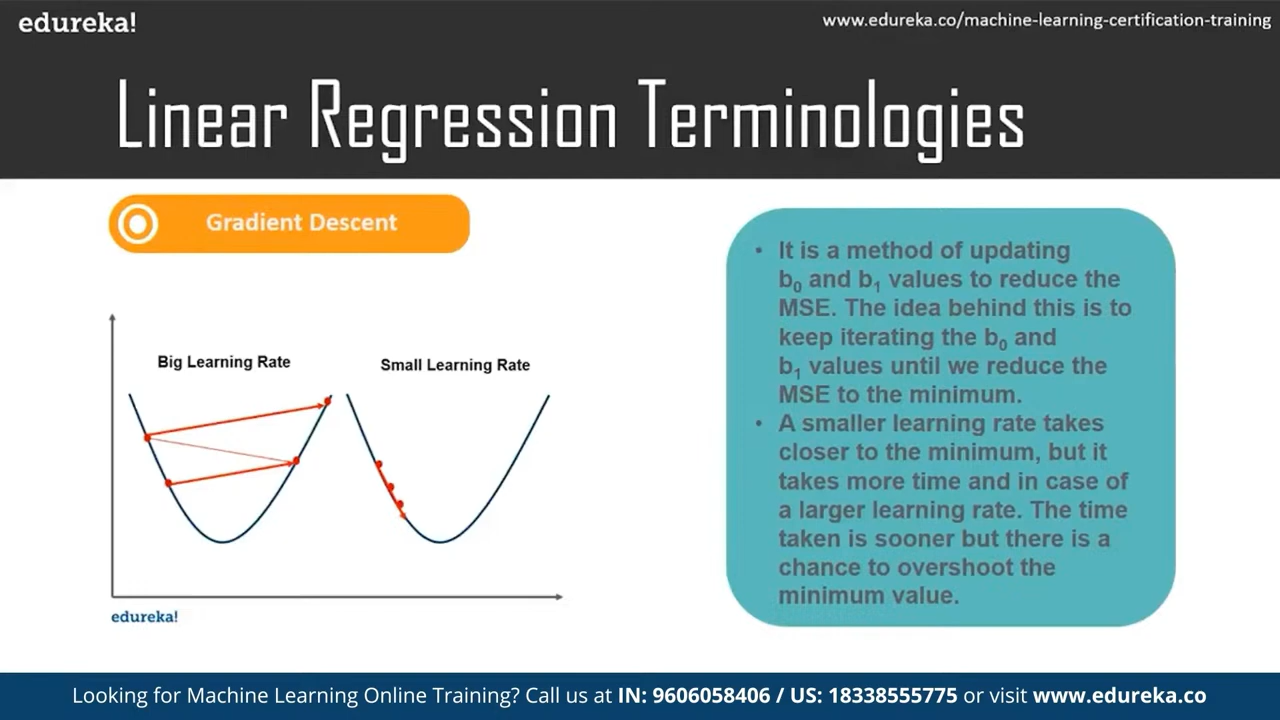 edureka!
www.edureka.co/machine-learning-certification-training
Linear Regression Terminologies
Gradient Descent
Big Learning Rate
Small Learning Rate
edureka!
• It is a method of updating
b₀ and b₁ values to reduce the
MSE. The idea behind this is to
keep iterating the b₀ and
b₁ values until we reduce the
MSE to the minimum.
• A smaller learning rate takes
closer to the minimum, but it
takes more time and in case of
a larger learning rate. The time
taken is sooner but there is a
chance to overshoot the
minimum value.
Looking for Machine Learning Online Training? Call us at IN: 9606058406 / US: 18338555775 or visit www.edureka.co